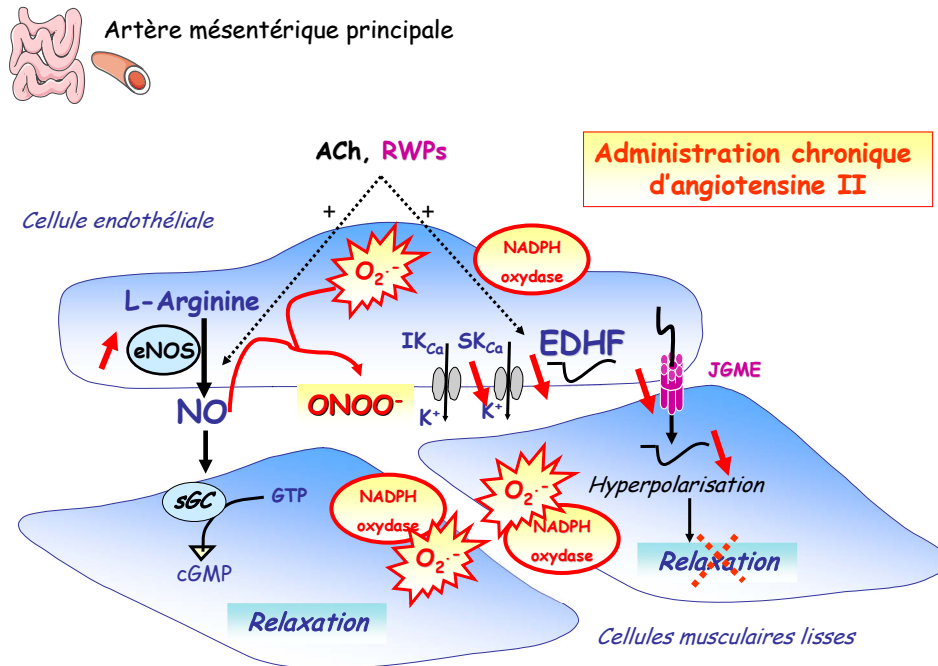 Artère mésentérique principale
ACh, RWPs
Administration chronique
d'angiotensine II
Cellule endothéliale
+
+
NADPH
oxydase
O₂·-
L-Arginine
eNOS
IKCa
SKCa
EDHF
JGME
NO
ONOO-
K+
K+
sGC
GTP
cGMP
NADPH
oxydase
O₂·-
O₂·-
NADPH
oxydase
Hyperpolarisation
Relaxation
Relaxation
Cellules musculaires lisses